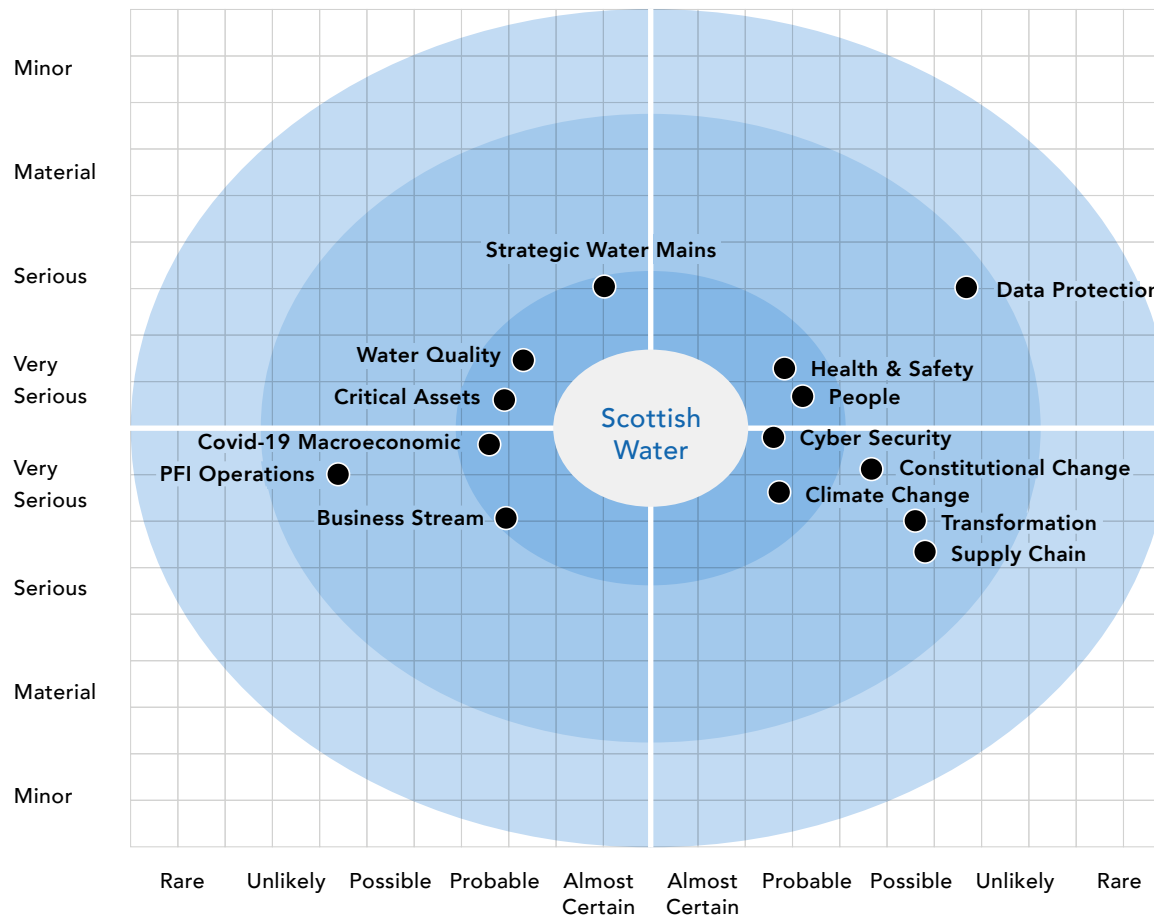 Minor
Material
Serious
Very
Serious
Very
Serious
Serious
Material
Minor
Strategic Water Mains
Data Protection
Water Quality
Health & Safety
Critical Assets
People
Scottish
Water
Covid-19 Macroeconomic
Cyber Security
PFI Operations
Constitutional Change
Climate Change
Business Stream
Transformation
Supply Chain
Rare
Unlikely
Possible
Probable
Almost
Certain
Almost
Certain
Probable
Possible
Unlikely
Rare